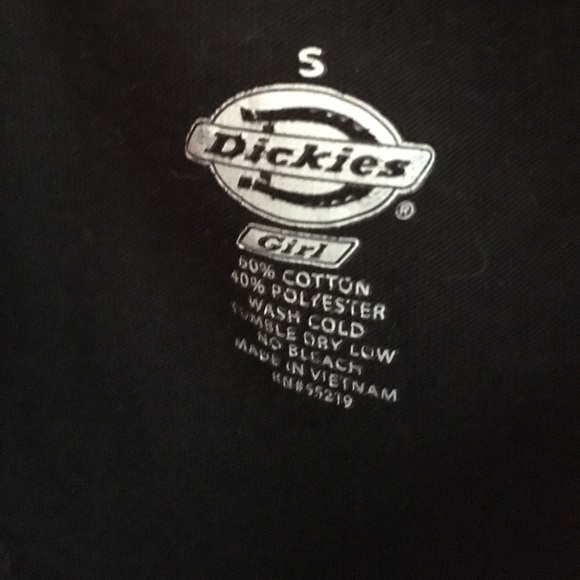 S
Dickies
®
Girl
60% COTTON
40% POLYESTER
WASH COLD
TUMBLE DRY LOW
NO BLEACH
MADE IN VIETNAM
RN#55219